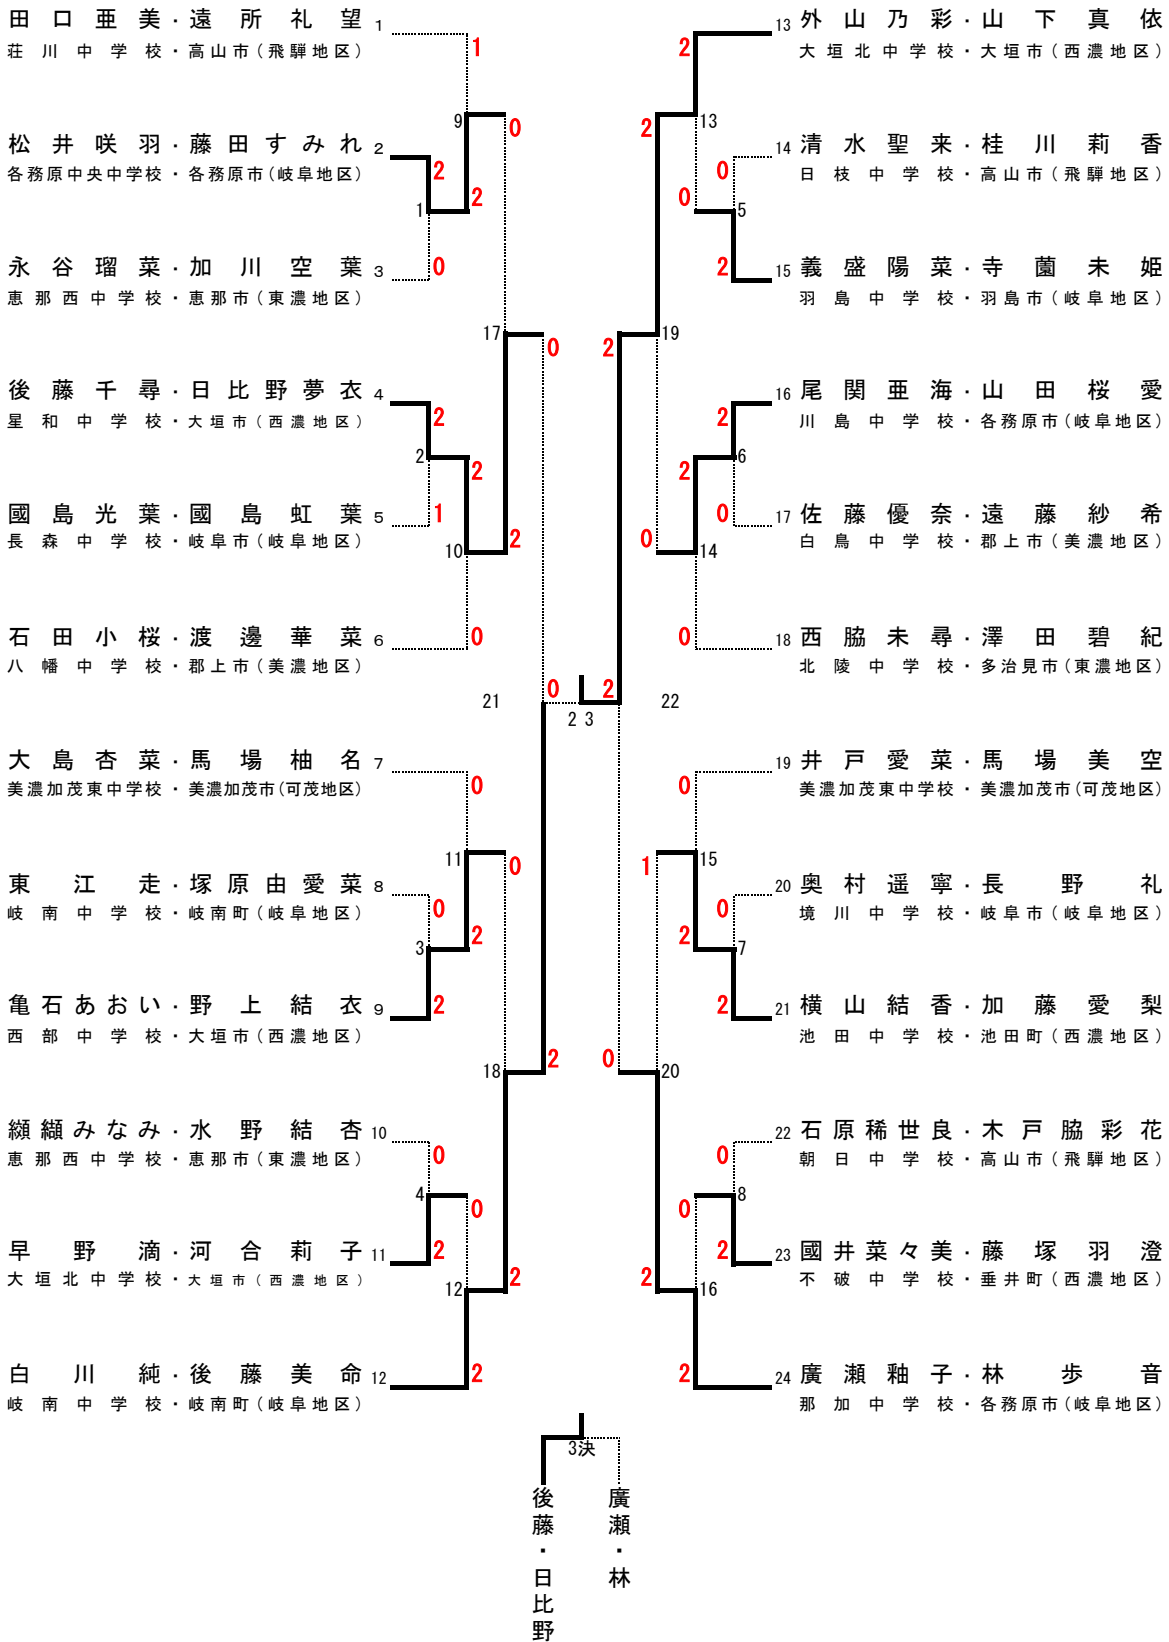 田口亜美・遠所礼望 1
荘川中学校・高山市(飛騨地区)
1
9
0
松井咲羽・藤田すみれ 2
各務原中央中学校・各務原市(岐阜地区)
2
2
1
永谷瑠菜・加川空葉 3
恵那西中学校・恵那市(東濃地区)
0
17
0
後藤千尋・日比野夢衣 4
星和中学校・大垣市(西濃地区)
2
2
2
國島光葉・國島虹葉 5
長森中学校・岐阜市(岐阜地区)
1
10
2
石田小桜・渡邉華菜 6
八幡中学校・郡上市(美濃地区)
0
21
0
大島杏菜・馬場柚名 7
美濃加茂東中学校・美濃加茂市(可茂地区)
0
11
0
東江走・塚原由愛菜 8
岐南中学校・岐南町(岐阜地区)
0
2
3
亀石あおい・野上結衣 9
西部中学校・大垣市(西濃地区)
2
18
2
纐纈みなみ・水野結杏 10
恵那西中学校・恵那市(東濃地区)
0
4
0
早野滴・河合莉子 11
大垣北中学校・大垣市(西濃地区)
2
12
2
白川純・後藤美命 12
岐南中学校・岐南町(岐阜地区)
2
13 外山乃彩・山下真依
大垣北中学校・大垣市(西濃地区)
2
13
2
14 清水聖来・桂川莉香
日枝中学校・高山市(飛騨地区)
0
0
5
15 義盛陽菜・寺薗未姫
羽島中学校・羽島市(岐阜地区)
2
19
2
16 尾関亜海・山田桜愛
川島中学校・各務原市(岐阜地区)
2
6
2
17 佐藤優奈・遠藤紗希
白鳥中学校・郡上市(美濃地区)
0
14
0
18 西脇未尋・澤田碧紀
北陵中学校・多治見市(東濃地区)
0
22
2
23
19 井戸愛菜・馬場美空
美濃加茂東中学校・美濃加茂市(可茂地区)
0
15
1
20 奥村遥寧・長野礼
境川中学校・岐阜市(岐阜地区)
0
2
7
21 横山結香・加藤愛梨
池田中学校・池田町(西濃地区)
2
20
0
22 石原稀世良・木戸脇彩花
朝日中学校・高山市(飛騨地区)
0
8
0
23 國井菜々美・藤塚羽澄
不破中学校・垂井町(西濃地区)
2
16
2
24 廣瀬釉子・林歩音
那加中学校・各務原市(岐阜地区)
2
3決
後藤・日比野
廣瀬・林